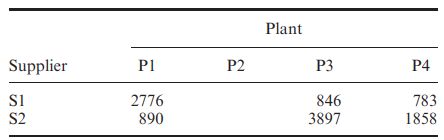 Plant
Supplier P1 P2 P3 P4
S1 2776 846 783
S2 890 3897 1858